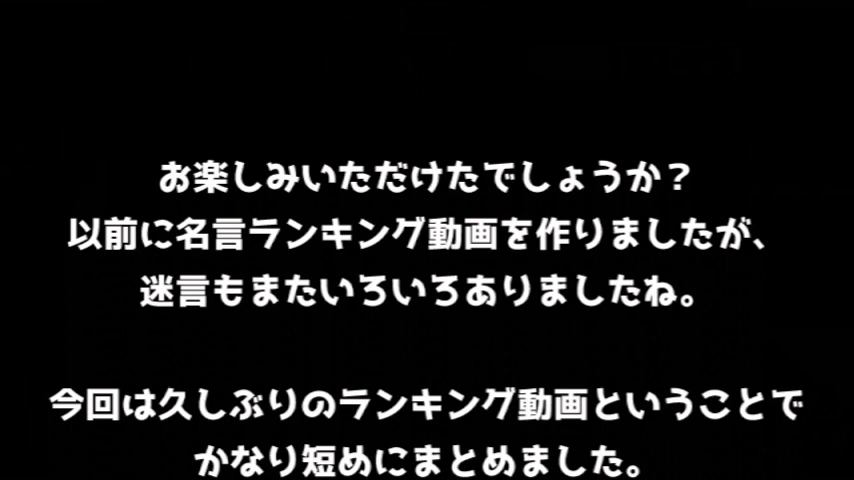 お楽しみいただけたでしょうか？
以前に名言ランキング動画を作りましたが、
迷言もまたいろいろありましたね。
今回は久しぶりのランキング動画ということで
かなり短めにまとめました。